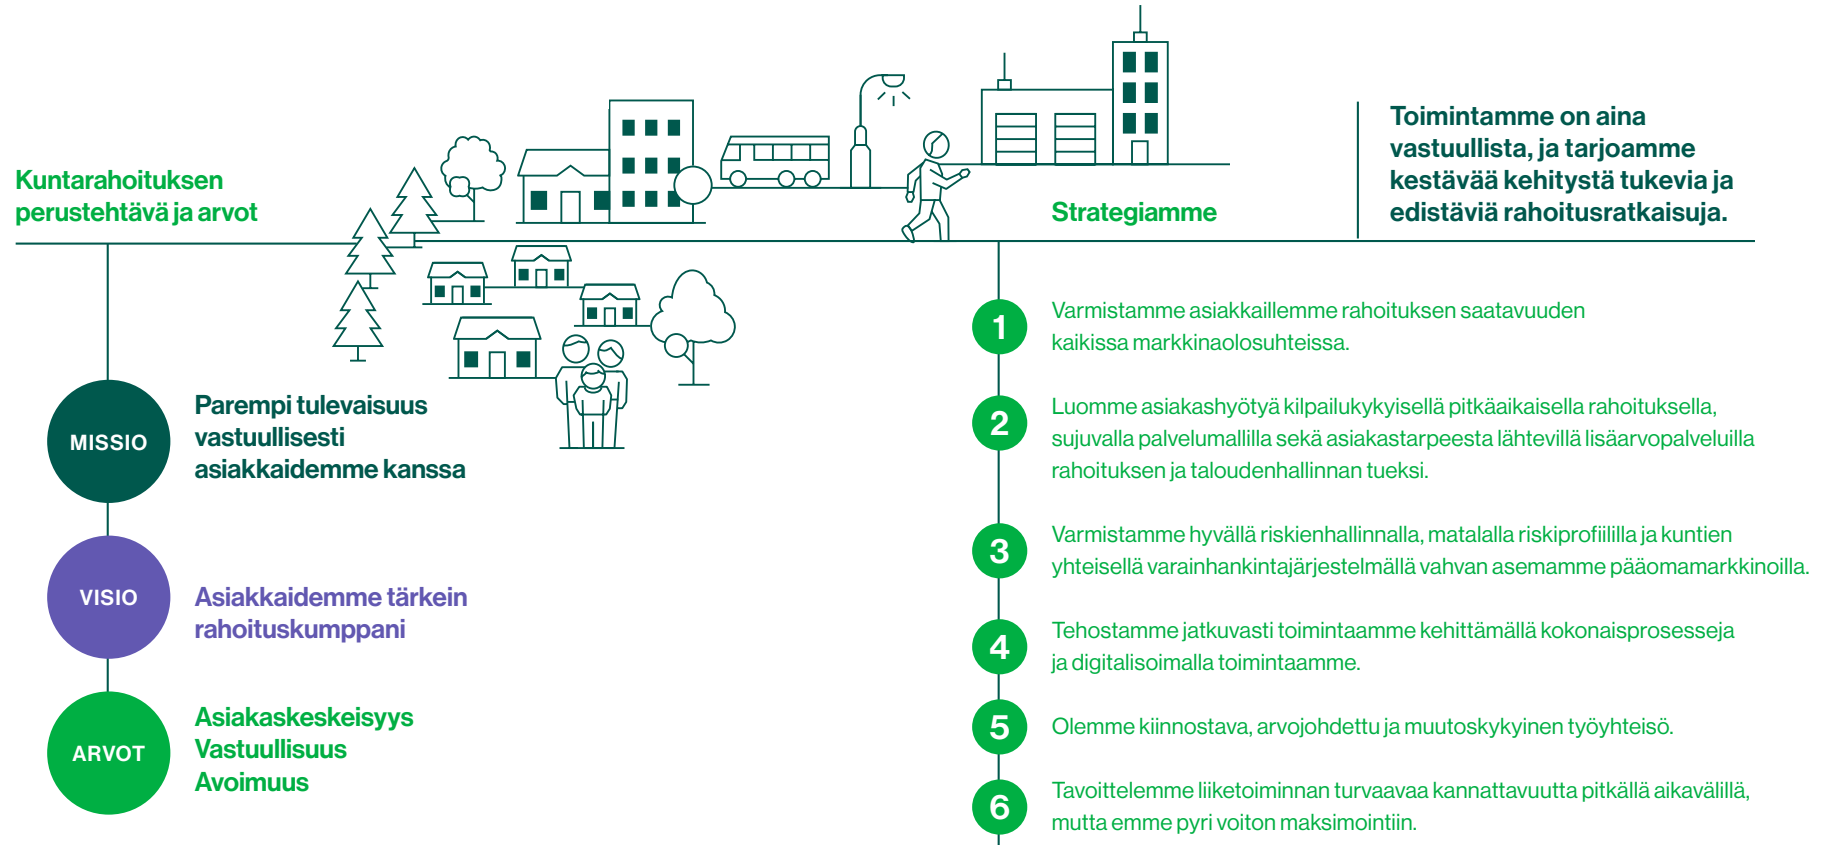 Kuntarahoituksen
perustehtävä ja arvot
MISSIO
Parempi tulevaisuus
vastuullisesti
asiakkaidemme kanssa
VISIO
Asiakkaidemme tärkein
rahoituskumppani
ARVOT
Asiakaskeskeisyys
Vastuullisuus
Avoimuus
Strategiamme
Toimintamme on aina
vastuullista, ja tarjoamme
kestävää kehitystä tukevia ja
edistäviä rahoitusratkaisuja.
1
Varmistamme asiakkaillemme rahoituksen saatavuuden
kaikissa markkinaolosuhteissa.
2
Luomme asiakashyötyä kilpailukykyisellä pitkäaikaisella rahoituksella,
sujuvalla palvelumallilla sekä asiakastarpeesta lähtevillä lisäarvopalveluilla
rahoituksen ja taloudenhallinnan tueksi.
3
Varmistamme hyvällä riskienhallinnalla, matalalla riskiprofiililla ja kuntien
yhteisellä varainhankintajärjestelmällä vahvan asemamme pääomamarkkinoilla.
4
Tehostamme jatkuvasti toimintaamme kehittämällä kokonaisprosesseja
ja digitalisoimalla toimintaamme.
5
Olemme kiinnostava, arvojohdettu ja muutoskykyinen työyhteisö.
6
Tavoittelemme liiketoiminnan turvaavaa kannattavuutta pitkällä aikavälillä,
mutta emme pyri voiton maksimointiin.